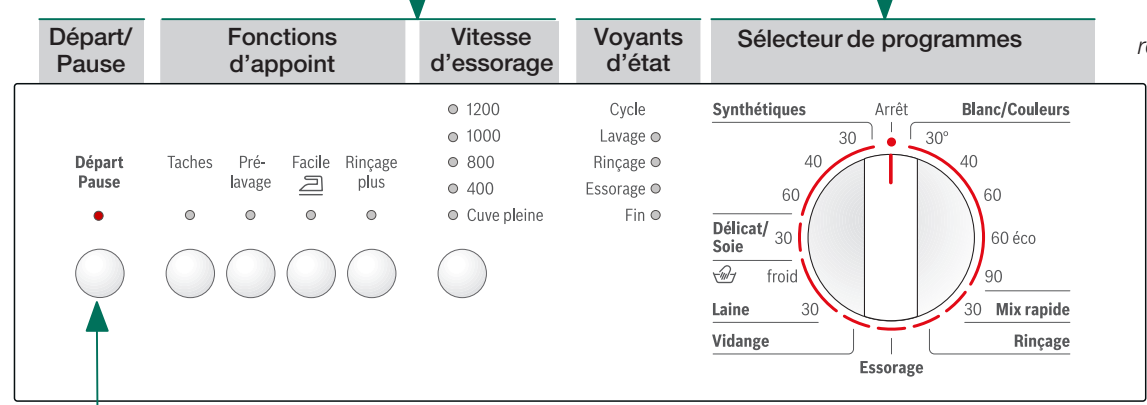 Départ/
Pause
Fonctions
d'appoint
Vitesse
d'essorage
Voyants
d'état
Sélecteur de programmes
Départ
Pause
Taches
Pré-
lavage
Facile
Rinçage
plus
1200
1000
800
400
Cuve pleine
Cycle
Lavage
Rinçage
Essorage
Fin
Synthétiques
Arrêt
Blanc/Couleurs
30
30°
40
40
60
60
Délicat/
Soie
30
60 éco
froid
90
Laine
30
30
Mix rapide
Vidange
Rinçage
Essorage